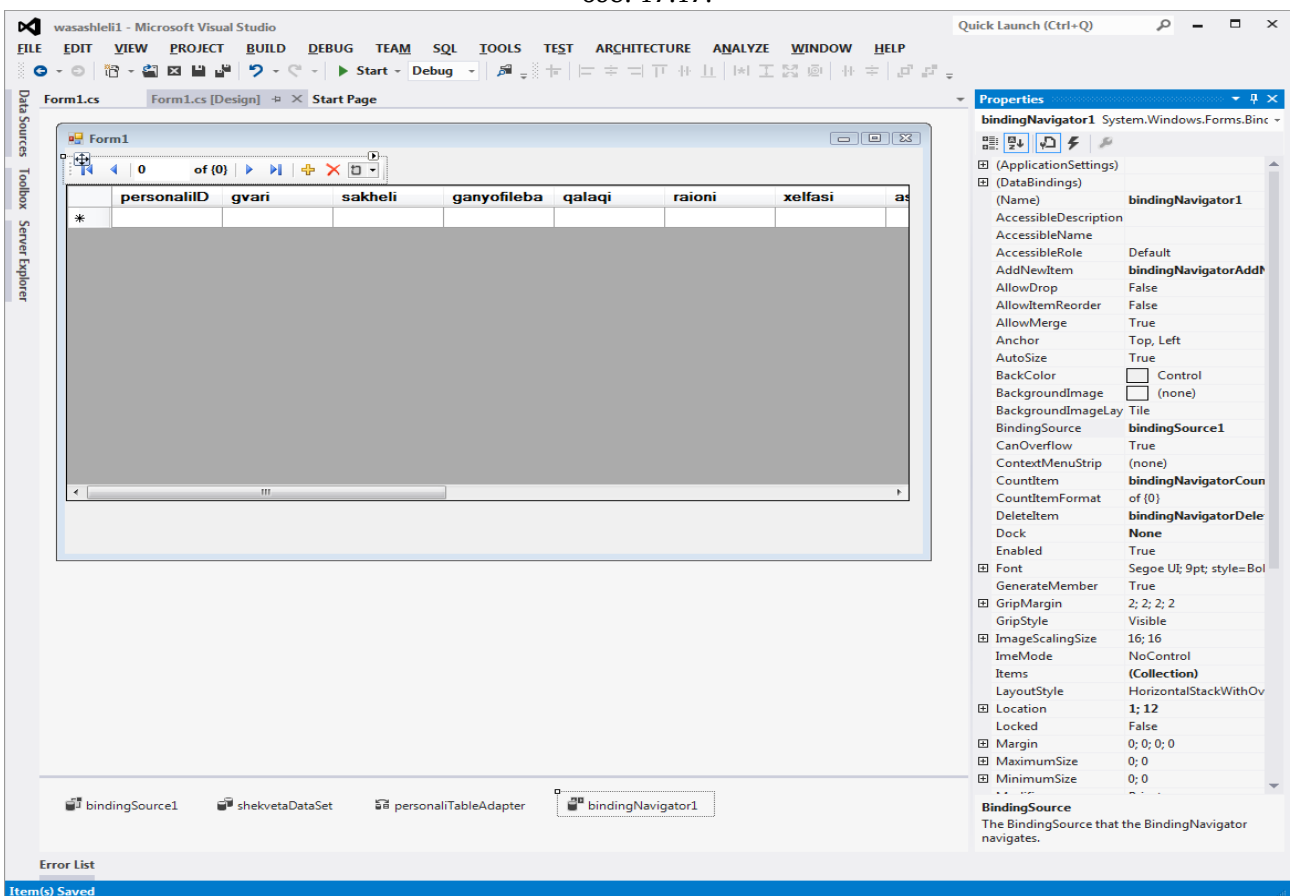 wasashleli1 - Microsoft Visual Studio
Quick Launch (Ctrl+Q)
FILE EDIT VIEW PROJECT BUILD DEBUG TEAM SQL TOOLS TEST ARCHITECTURE ANALYZE WINDOW HELP
Start Debug
Data Sources
Toolbox
Server Explorer
Form1.cs Form1.cs [Design] Start Page
Form1
0 of {0}
personaliID gvari sakheli ganyofileba qalaqi raioni xelfasi as
*
bindingSource1 shekvetaDataSet personaliTableAdapter bindingNavigator1
Error List
Item(s) Saved
Properties
bindingNavigator1 System.Windows.Forms.Binc
(ApplicationSettings)
(DataBindings)
(Name) bindingNavigator1
AccessibleDescription
AccessibleName
AccessibleRole Default
AddNewItem bindingNavigatorAddN
AllowDrop False
AllowItemReorder False
AllowMerge True
Anchor Top, Left
AutoSize True
BackColor Control
BackgroundImage (none)
BackgroundImageLay Tile
BindingSource bindingSource1
CanOverflow True
ContextMenuStrip (none)
CountItem bindingNavigatorCoun
CountItemFormat of {0}
DeleteItem bindingNavigatorDele
Dock None
Enabled True
Font Segoe UI; 9pt; style=Bol
GenerateMember True
GripMargin 2; 2; 2; 2
GripStyle Visible
ImageScalingSize 16; 16
ImeMode NoControl
Items (Collection)
LayoutStyle HorizontalStackWithOv
Location 1; 12
Locked False
Margin 0; 0; 0; 0
MaximumSize 0; 0
MinimumSize 0; 0
BindingSource
The BindingSource that the BindingNavigator
navigates.